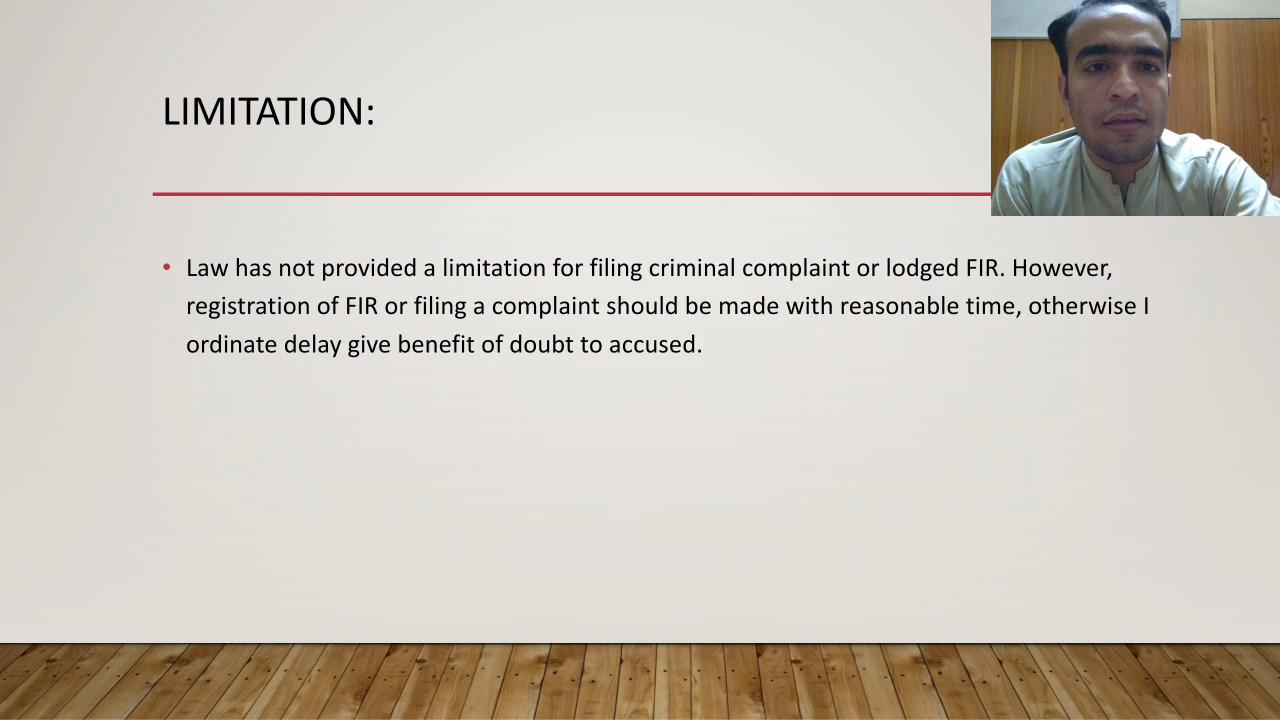 LIMITATION:
• Law has not provided a limitation for filing criminal complaint or lodged FIR. However,
registration of FIR or filing a complaint should be made with reasonable time, otherwise I
ordinate delay give benefit of doubt to accused.